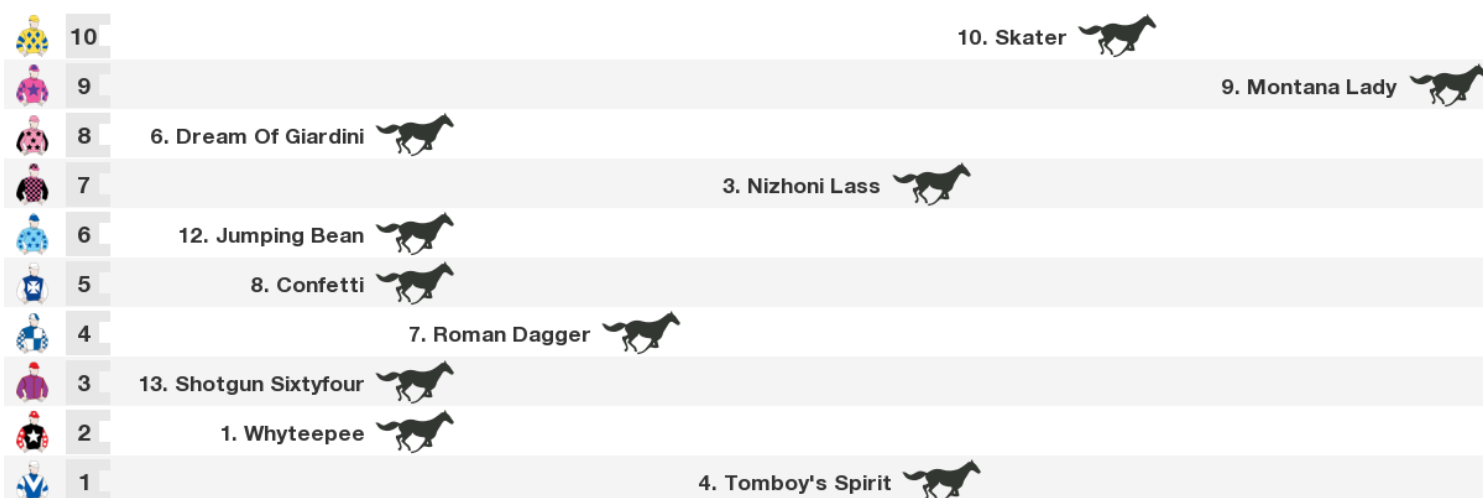 10 10. Skater
9 9. Montana Lady
8 6. Dream Of Giardini
7 3. Nizhoni Lass
6 12. Jumping Bean
5 8. Confetti
4 7. Roman Dagger
3 13. Shotgun Sixtyfour
2 1. Whyteepee
1 4. Tomboy's Spirit